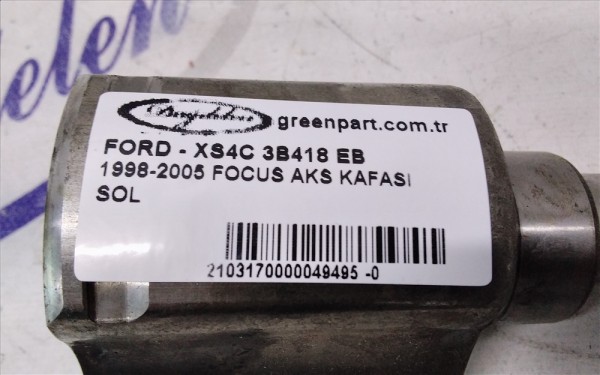 greenpart.com.tr
FORD - XS4C 3B418 EB
1998-2005 FOCUS AKS KAFASI
SOL
2103170000049495 -0